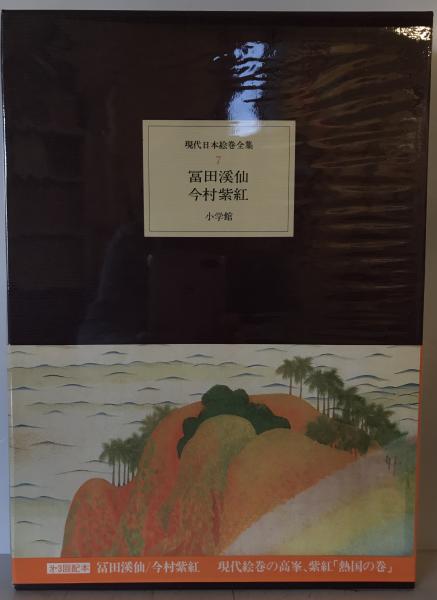 現代日本絵巻全集
7
冨田溪仙
今村紫紅
小学館
オ3回配本 冨田溪仙/今村紫紅 現代絵巻の高峯、紫紅「熱国の巻」